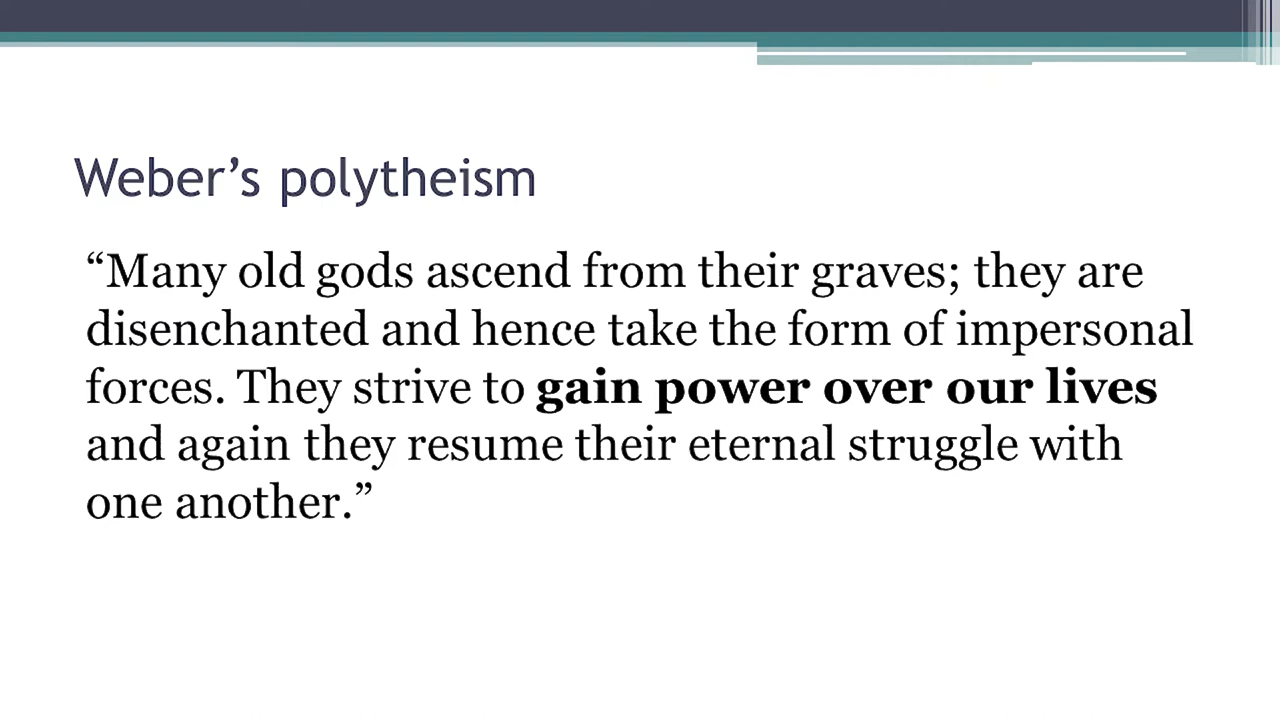 Weber’s polytheism
“Many old gods ascend from their graves; they are
disenchanted and hence take the form of impersonal
forces. They strive to gain power over our lives
and again they resume their eternal struggle with
one another.”